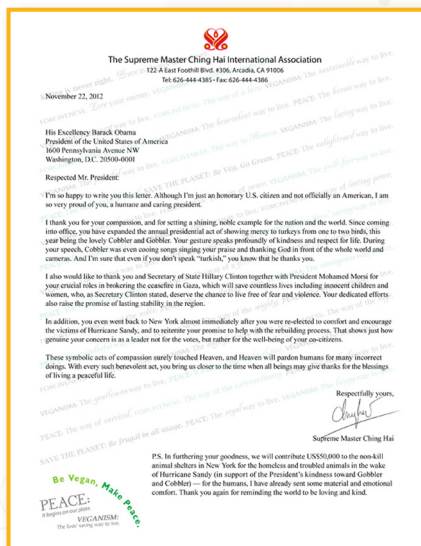 The Supreme Master Ching Hai International Association
122-A East Foothill Blvd. #306, Arcadia, CA 91006
Tel: 626-444-4385 • Fax: 626-444-4386
November 22, 2012
His Excellency Barack Obama
President of the United States of America
1600 Pennsylvania Avenue NW
Washington, D.C. 20500-0001
Respected Mr. President:
I'm so happy to write you this letter. Although I'm just an honorary U.S. citizen and not officially an American, I am
so very proud of you, a humane and caring president.
I thank you for your compassion, and for setting a shining, noble example for the nation and the world. Since coming
into office, you have expanded the annual presidential act of showing mercy to turkeys from one to two birds, this
year being the lovely Cobbler and Gobbler. Your gesture speaks profoundly of kindness and respect for life. During
your speech, Cobbler was even cooing songs singing your praise and thanking God in front of the whole world and
cameras. And I'm sure that even if you don't speak “turkish,” you know that he thanks you.
I also would like to thank you and Secretary of State Hillary Clinton together with President Mohamed Morsi for
your crucial roles in brokering the ceasefire in Gaza, which will save countless lives including innocent children and
women, who, as Secretary Clinton stated, deserve the chance to live free of fear and violence. Your dedicated efforts
also raise the promise of lasting stability in the region.
In addition, you even went back to New York almost immediately after you were re-elected to comfort and encourage
the victims of Hurricane Sandy, and to reiterate your promise to help with the rebuilding process. That shows just how
genuine your concern is as a leader not for the votes, but rather for the well-being of your co-citizens.
These symbolic acts of compassion surely touched Heaven, and Heaven will pardon humans for many incorrect
doings. With every such benevolent act, you bring us closer to the time when all beings may give thanks for the blessings
of living a peaceful life.
Respectfully yours,
Supreme Master Ching Hai
P.S. In furthering your goodness, we will contribute US$50,000 to the non-kill
animal shelters in New York for the homeless and troubled animals in the wake
of Hurricane Sandy (in support of the President's kindness toward Gobbler
and Cobbler) — for the humans, I have already sent some material and emotional
comfort. Thank you again for reminding the world to be loving and kind.
SAVE THE PLANET: Be frugal in all usage. PEACE: The royal way to live.
Be Vegan, Make Peace.
PEACE:
It begins on our plate.
VEGANISM:
The lives' saving way to live.